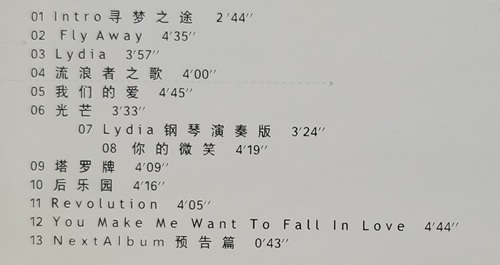 01 Intro寻梦之途 2′44′′
02 Fly Away 4′35′′
03 Lydia 3′57′′
04 流浪者之歌 4′00′′
05 我们的爱 4′45′′
06 光芒 3′33′′
07 Lydia钢琴演奏版 3′24′′
08 你的微笑 4′19′′
09 塔罗牌 4′09′′
10 后乐园 4′16′′
11 Revolution 4′05′′
12 You Make Me Want To Fall In Love 4′44′′
13 NextAlbum预告篇 0′43′′